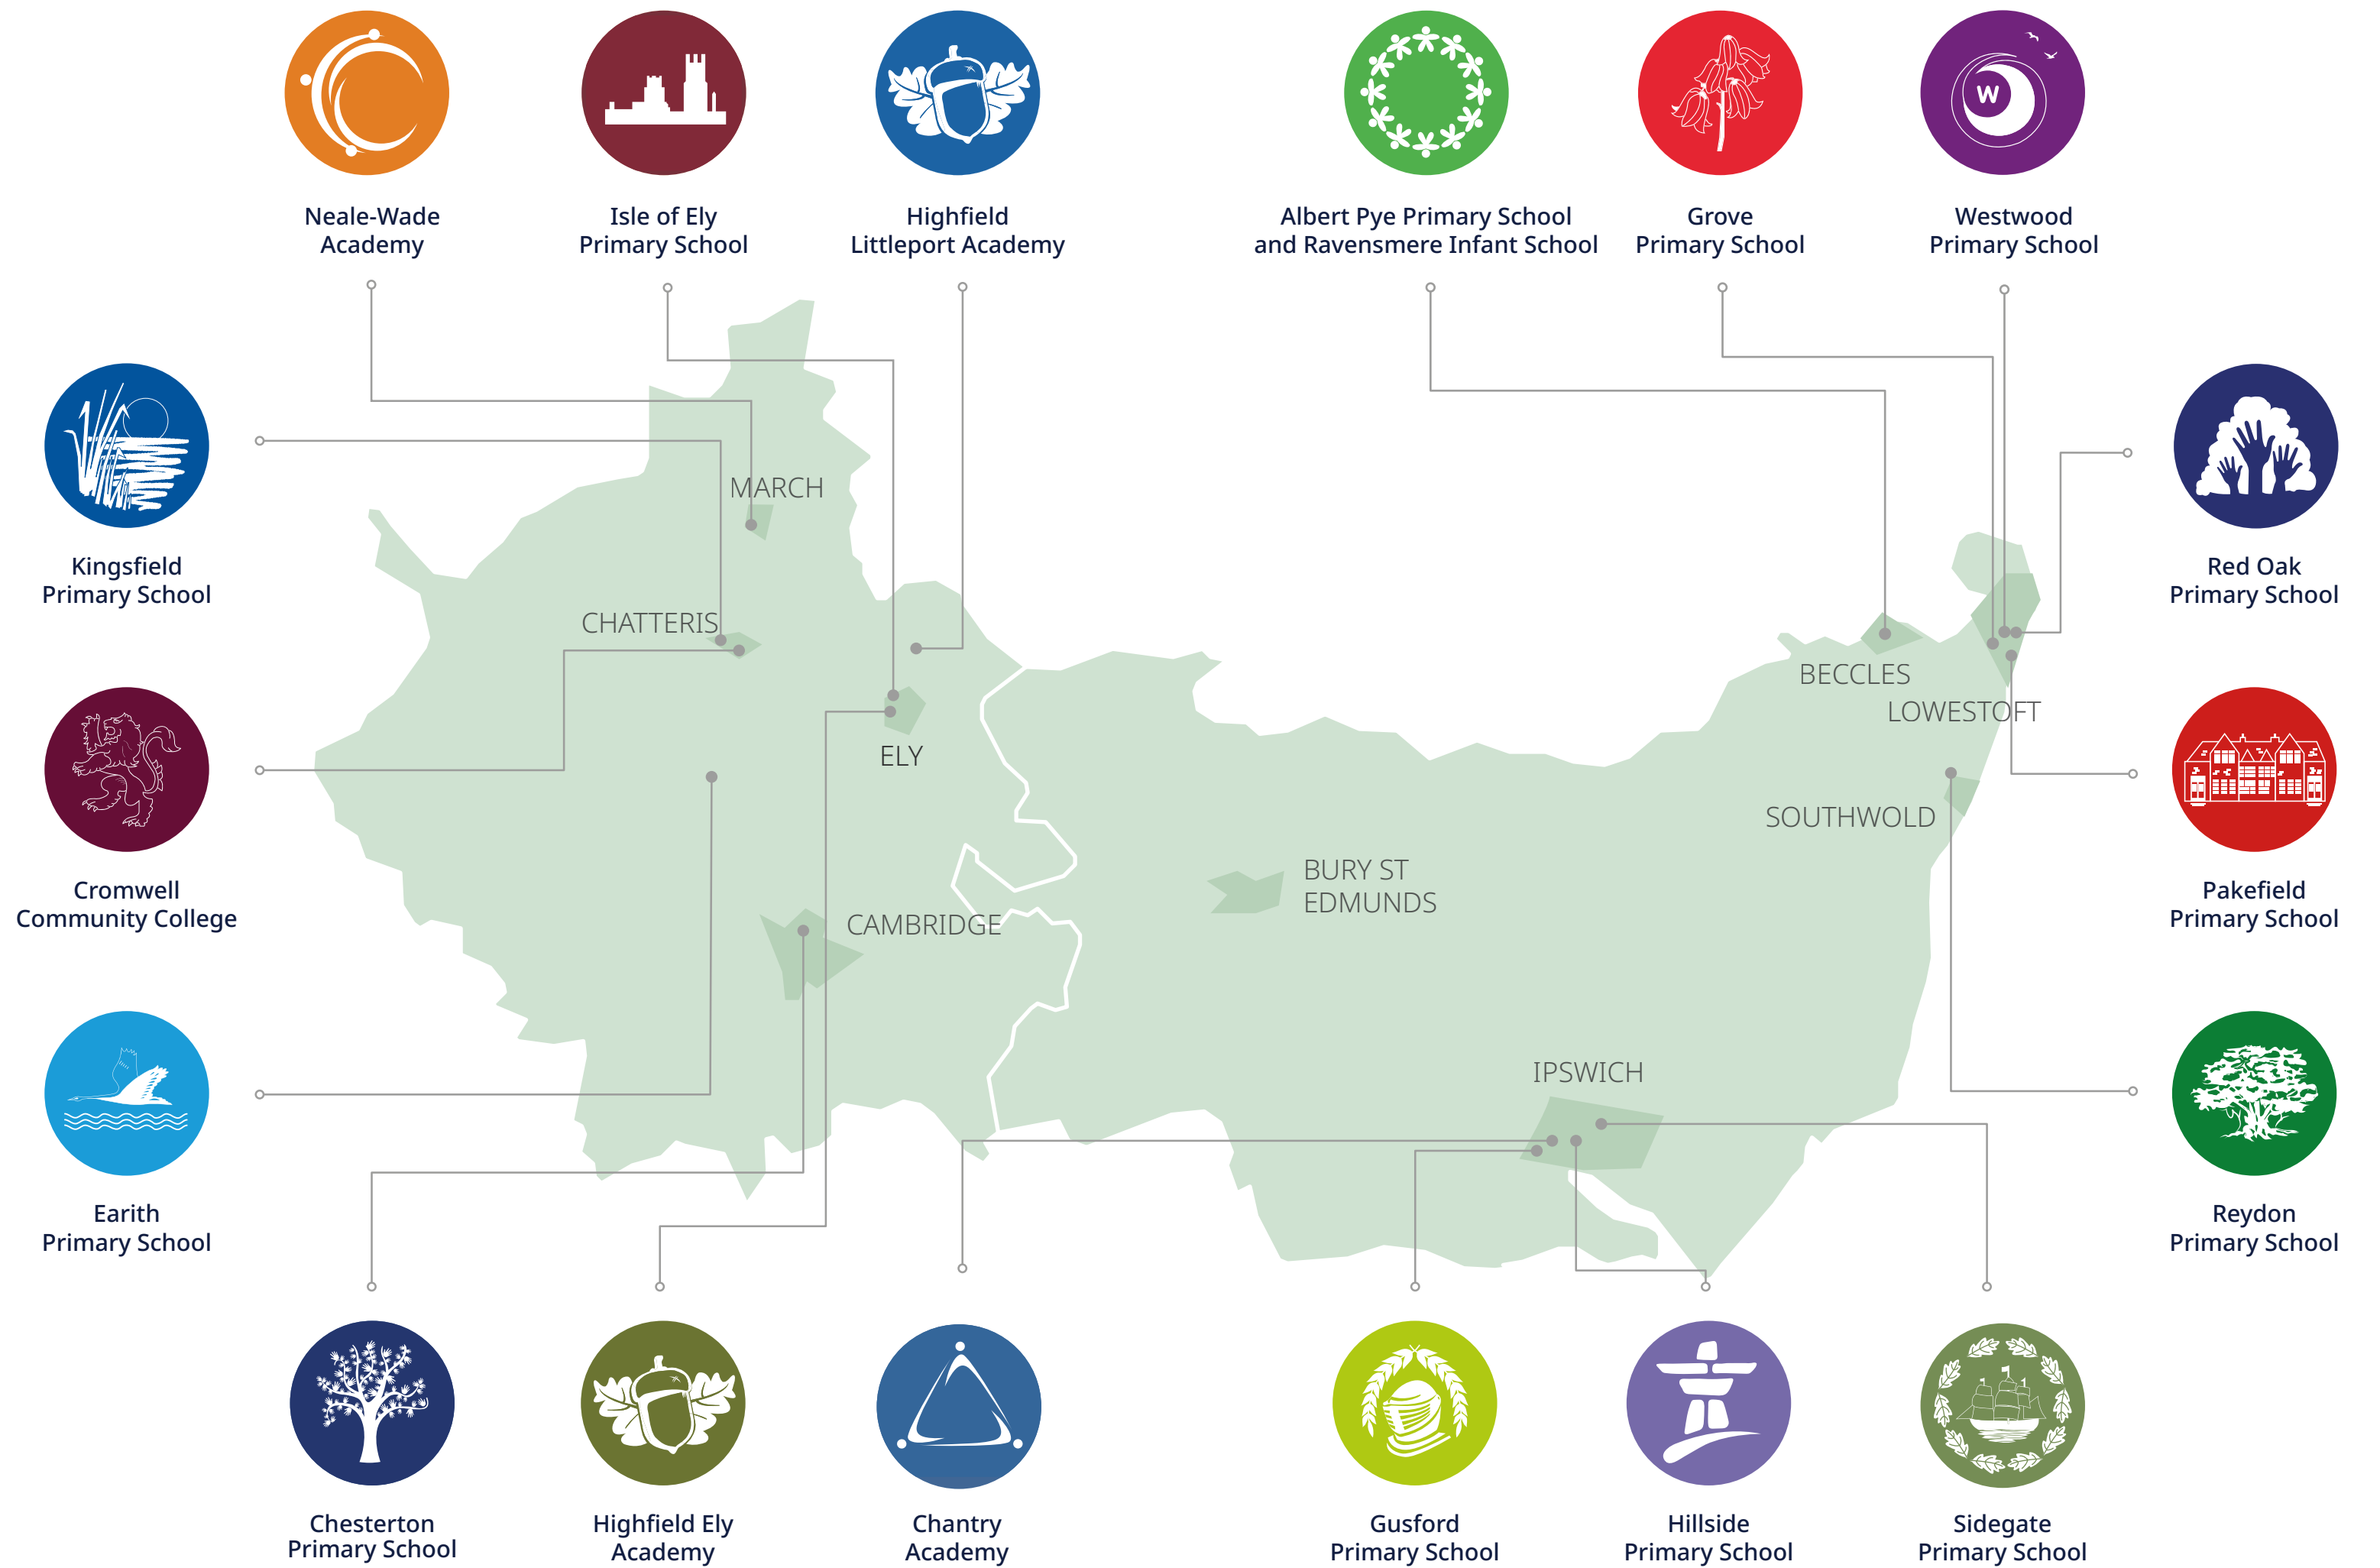 W
Neale-Wade
Academy
Isle of Ely
Primary School
Highfield
Littleport Academy
Albert Pye Primary School
and Ravensmere Infant School
Grove
Primary School
Westwood
Primary School
Kingsfield
Primary School
Red Oak
Primary School
MARCH
CHATTERIS
BECCLES
LOWESTOFT
ELY
SOUTHWOLD
BURY ST
EDMUNDS
CAMBRIDGE
Cromwell
Community College
Pakefield
Primary School
IPSWICH
Earith
Primary School
Reydon
Primary School
Chesterton
Primary School
Highfield Ely
Academy
Chantry
Academy
Gusford
Primary School
Hillside
Primary School
Sidegate
Primary School